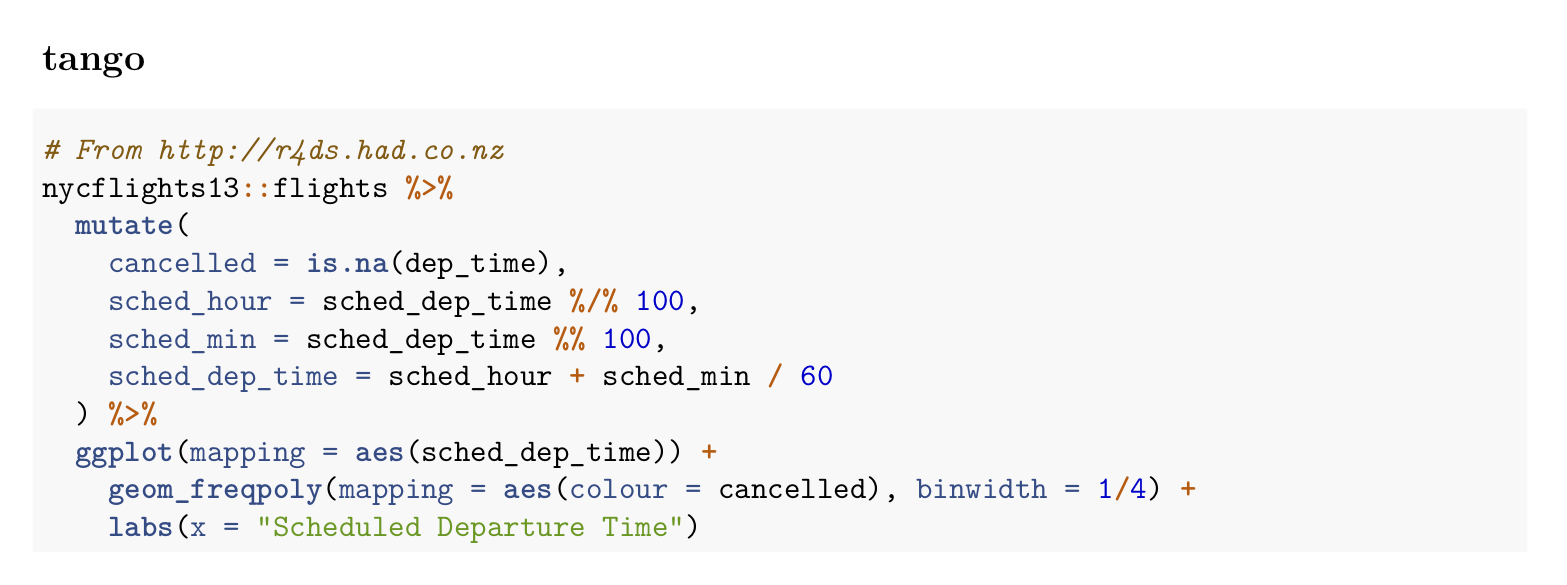 tango
# From http://r4ds.had.co.nz
nycflights13::flights %>%
  mutate(
    cancelled = is.na(dep_time),
    sched_hour = sched_dep_time %/% 100,
    sched_min = sched_dep_time %% 100,
    sched_dep_time = sched_hour + sched_min / 60
  ) %>%
  ggplot(mapping = aes(sched_dep_time)) +
    geom_freqpoly(mapping = aes(colour = cancelled), binwidth = 1/4) +
    labs(x = "Scheduled Departure Time")